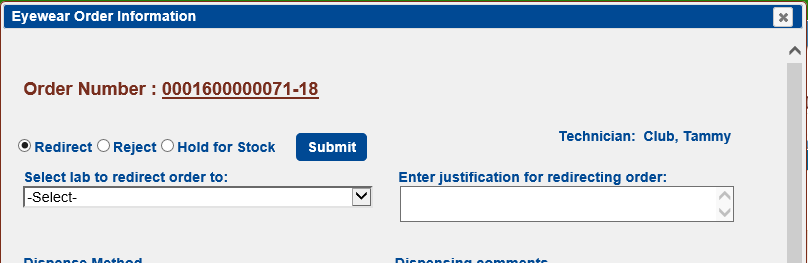 Eyewear Order Information
Order Number : 0001600000071-18
Redirect Reject Hold for Stock Submit
Technician: Club, Tammy
Select lab to redirect order to:
-Select-
Enter justification for redirecting order:
Dispense Method
Dispensing comments